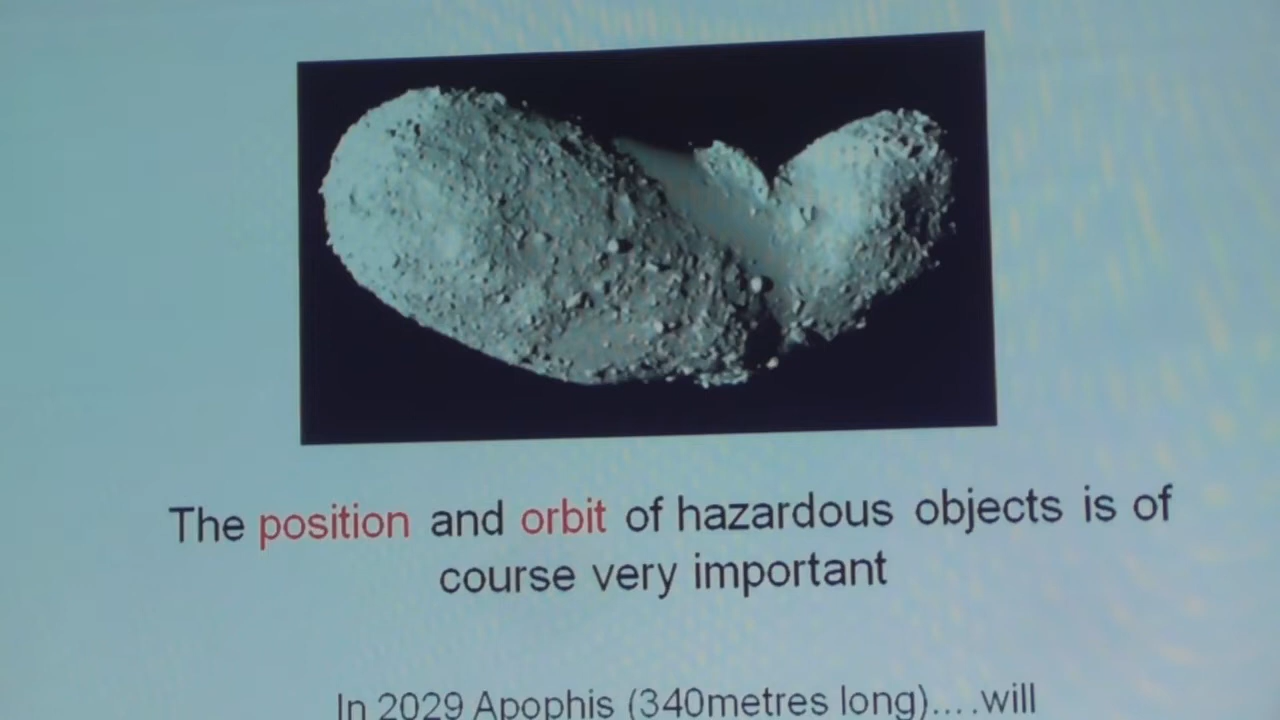 The position and orbit of hazardous objects is of
course very important
In 2029 Apophis (340metres long)....will